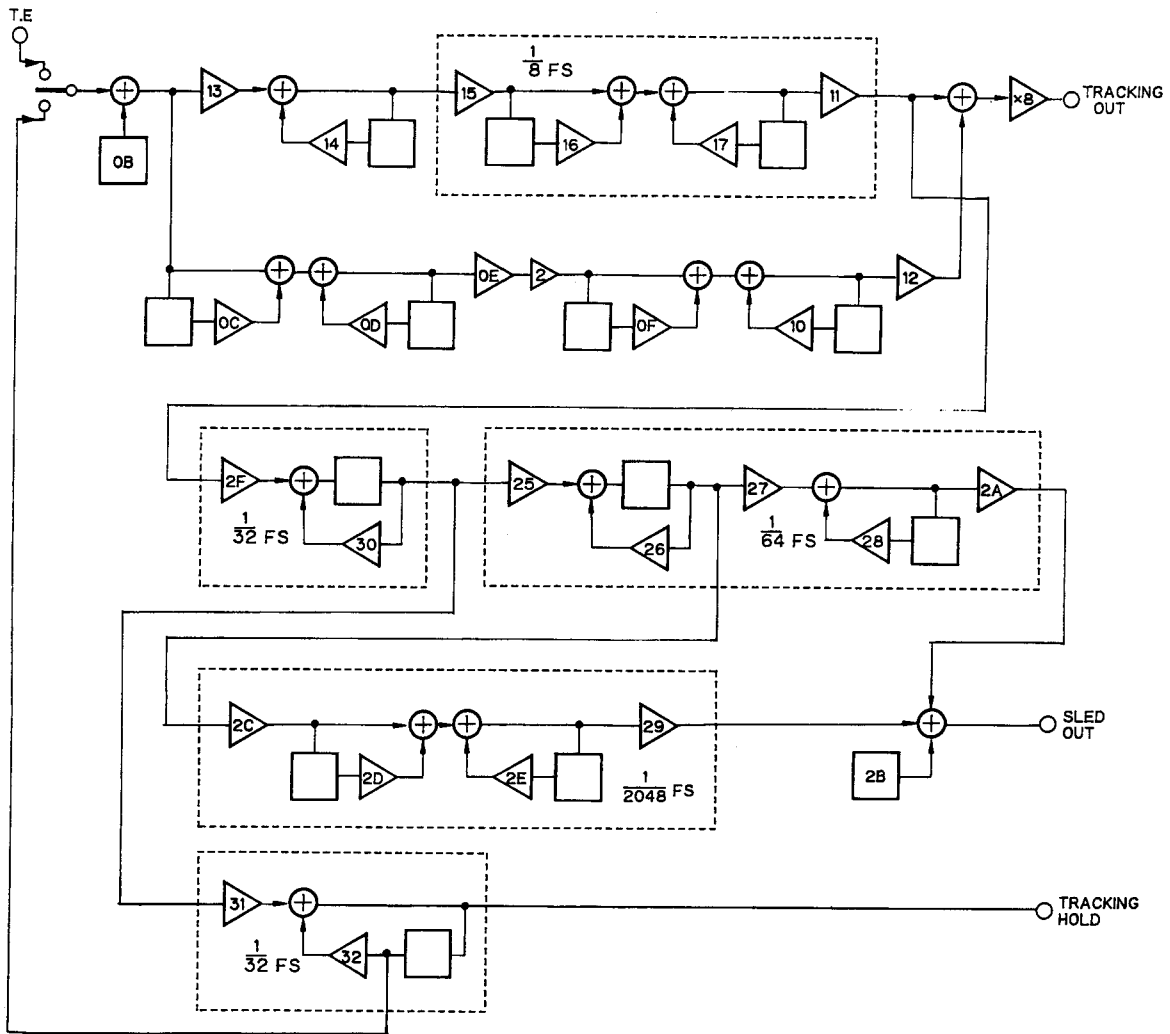 T.E
0B
13
14
1/8 FS
15
16
17
11
×8
TRACKING
OUT
0C
0D
0E
2
0F
10
12
2F
1/32 FS
30
25
26
27
1/64 FS
28
2A
2C
2D
2E
29
1/2048 FS
2B
SLED
OUT
31
1/32 FS
32
TRACKING
HOLD